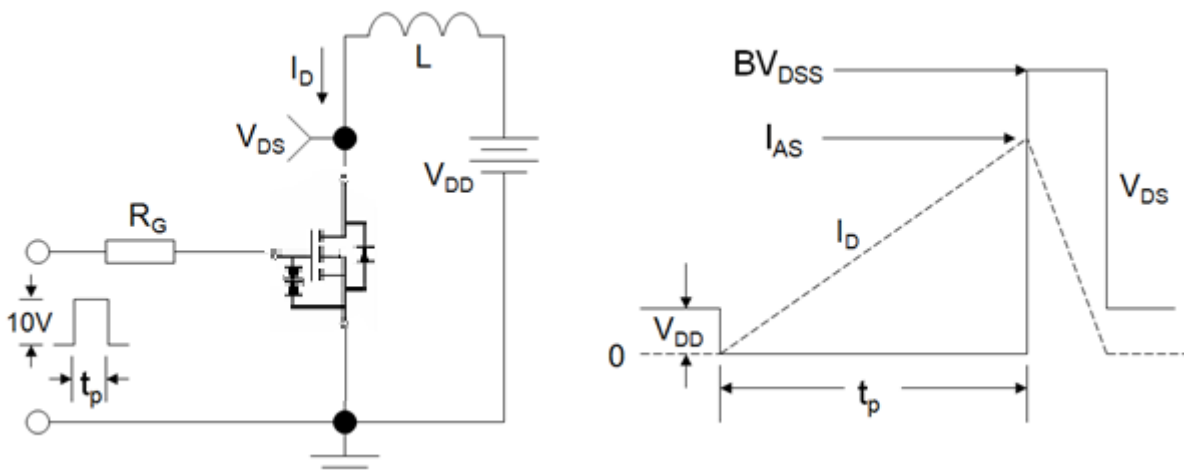 I_D
L
V_DS
V_DD
R_G
10V
t_p
BV_DSS
I_AS
V_DS
I_D
V_DD
0
t_p